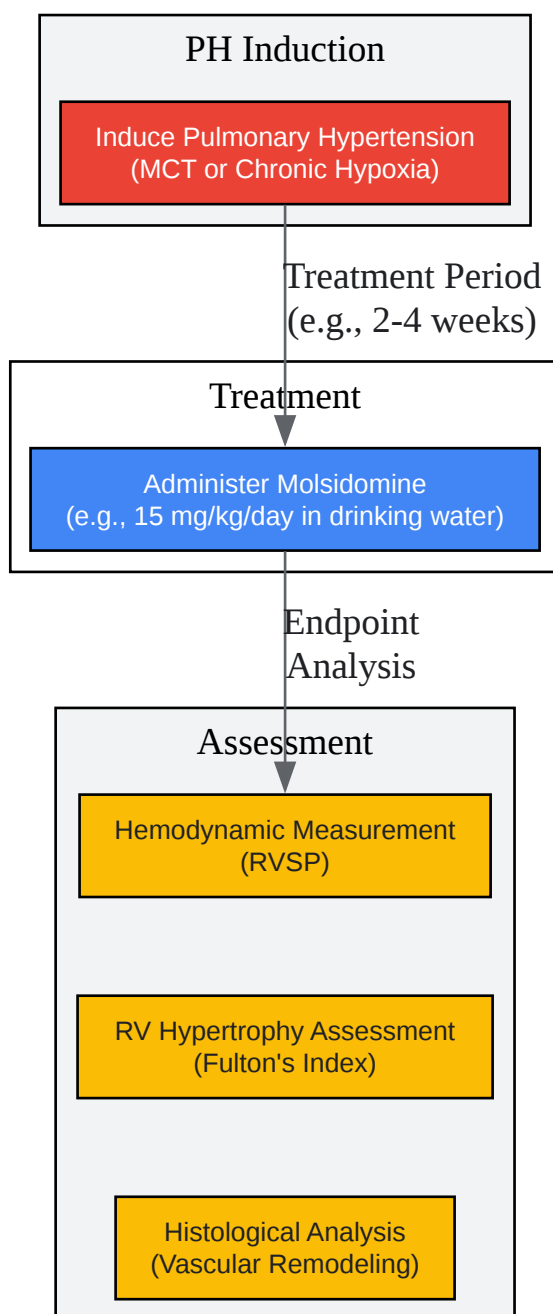 PH Induction
Induce Pulmonary Hypertension
(MCT or Chronic Hypoxia)
Treatment Period
(e.g., 2-4 weeks)
Treatment
Administer Molsidomine
(e.g., 15 mg/kg/day in drinking water)
Endpoint
Analysis
Assessment
Hemodynamic Measurement
(RVSP)
RV Hypertrophy Assessment
(Fulton's Index)
Histological Analysis
(Vascular Remodeling)